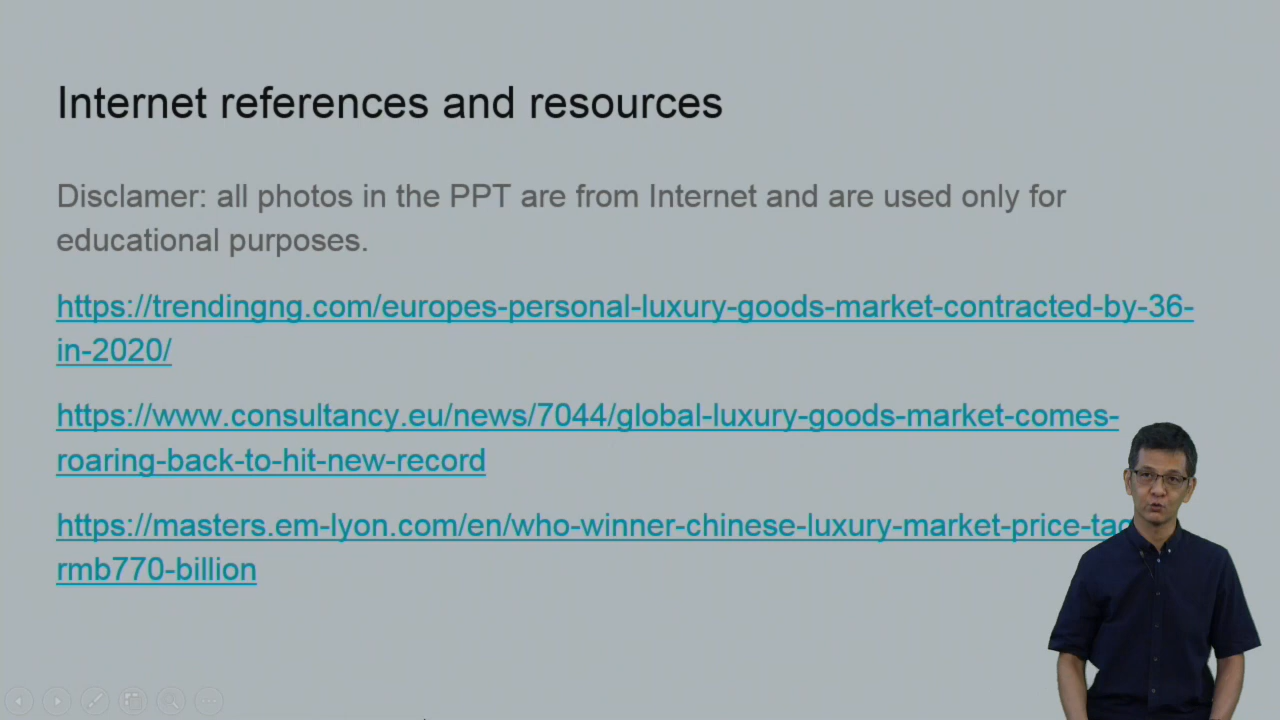 Internet references and resources
Disclamer: all photos in the PPT are from Internet and are used only for
educational purposes.
https://trendingng.com/europes-personal-luxury-goods-market-contracted-by-36-
in-2020/
https://www.consultancy.eu/news/7044/global-luxury-goods-market-comes-
roaring-back-to-hit-new-record
https://masters.em-lyon.com/en/who-winner-chinese-luxury-market-price-
rmb770-billion